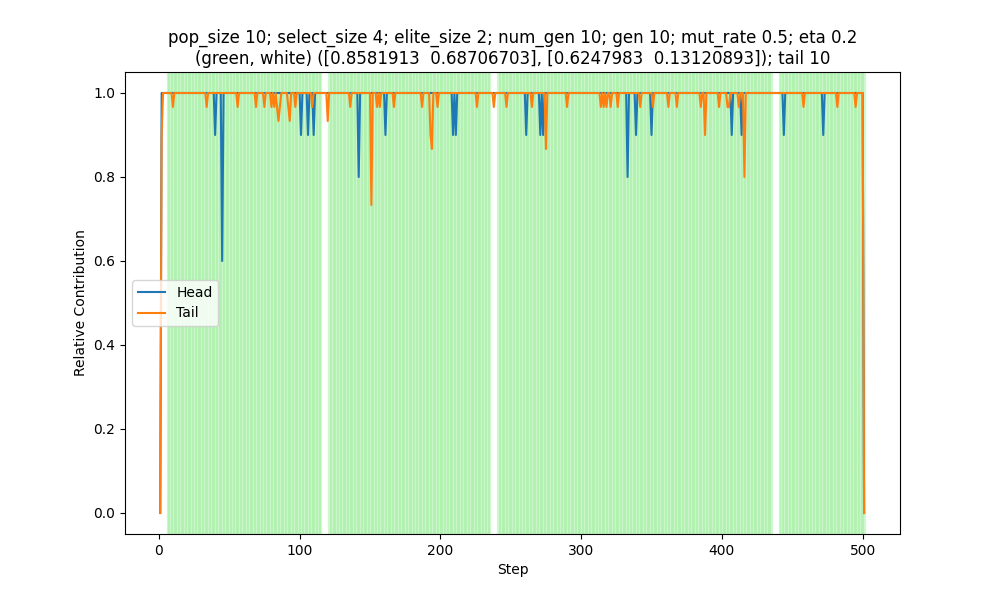 pop_size 10; select_size 4; elite_size 2; num_gen 10; gen 10; mut_rate 0.5; eta 0.2
(green, white) ([0.8581913  0.68706703], [0.6247983  0.13120893]); tail 10
1.0
0.8
0.6
0.4
0.2
0.0
Relative Contribution
Head
Tail
0 100 200 300 400 500
Step